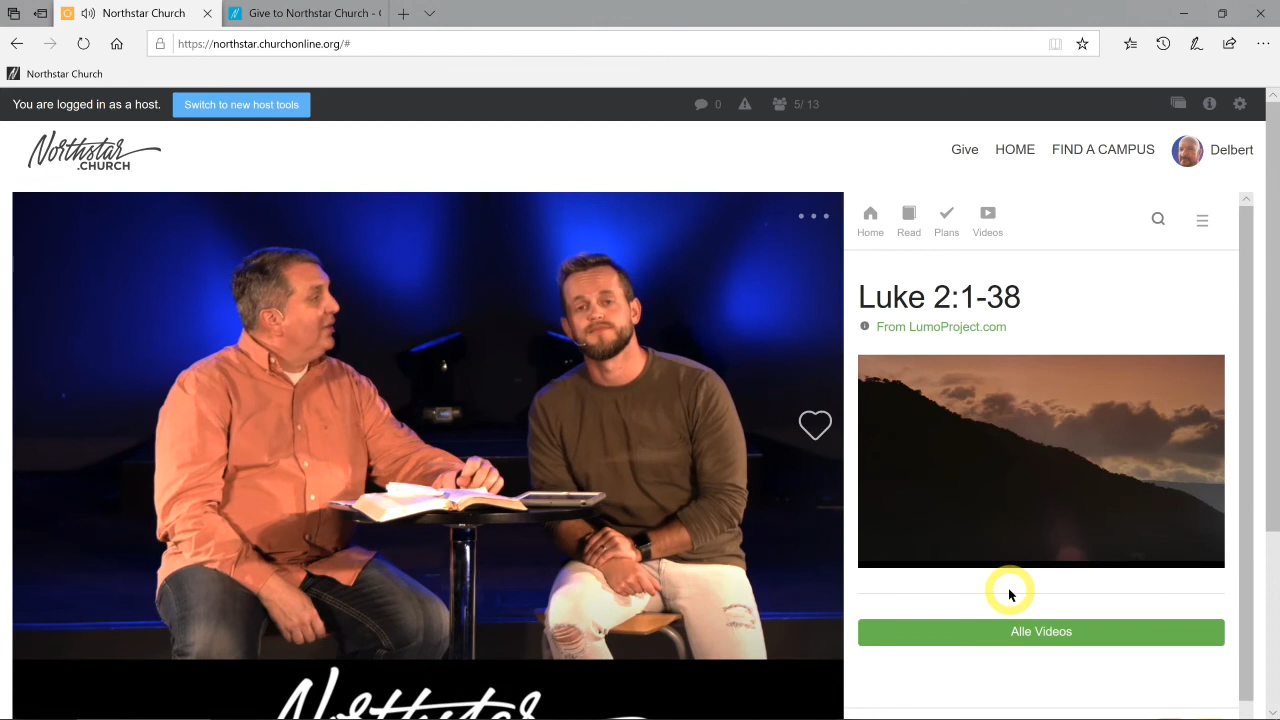 Northstar Church
Give to Northstar Church - 
https://northstar.churchonline.org/#
Northstar Church
You are logged in as a host.
Switch to new host tools
0
5/ 13
Northstar
.CHURCH
Give
HOME
FIND A CAMPUS
Delbert
Home
Read
Plans
Videos
Luke 2:1-38
From LumoProject.com
Alle Videos
Northstar